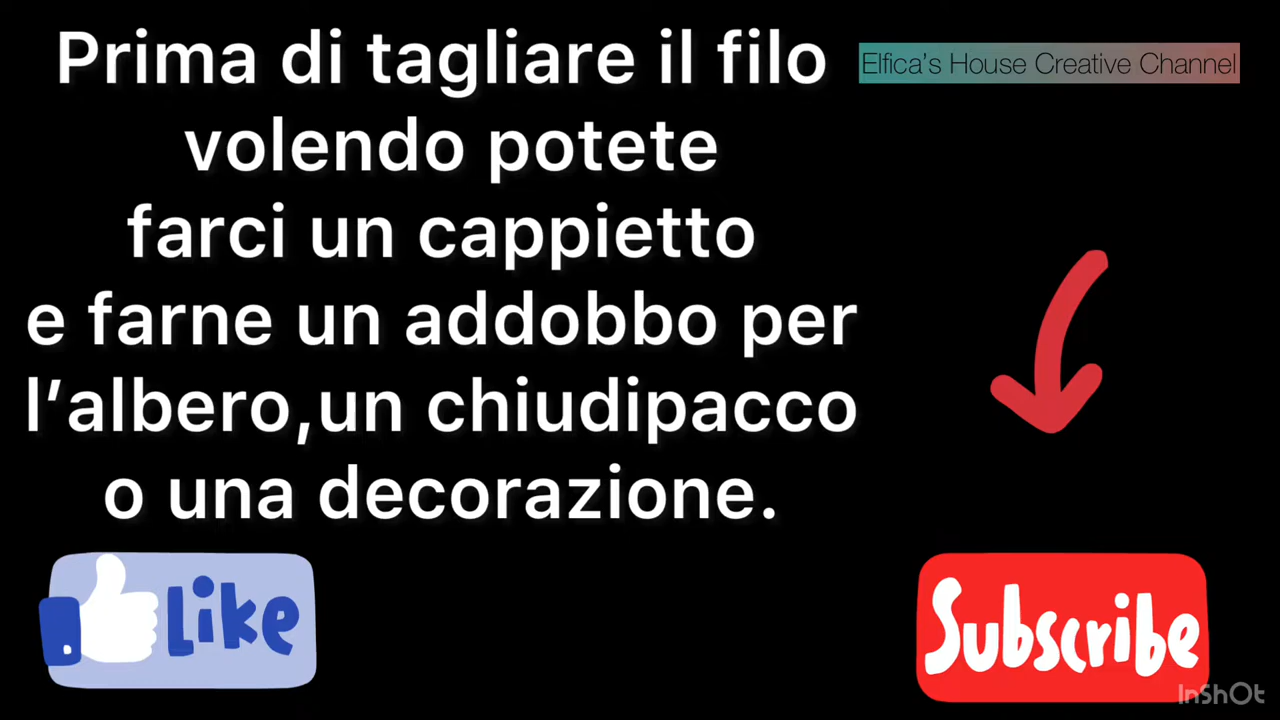 Prima di tagliare il filo
volendo potete
farci un cappietto
e farne un addobbo per
l’albero,un chiudipacco
o una decorazione.
Elfica's House Creative Channel
Like
Subscribe
InShOt